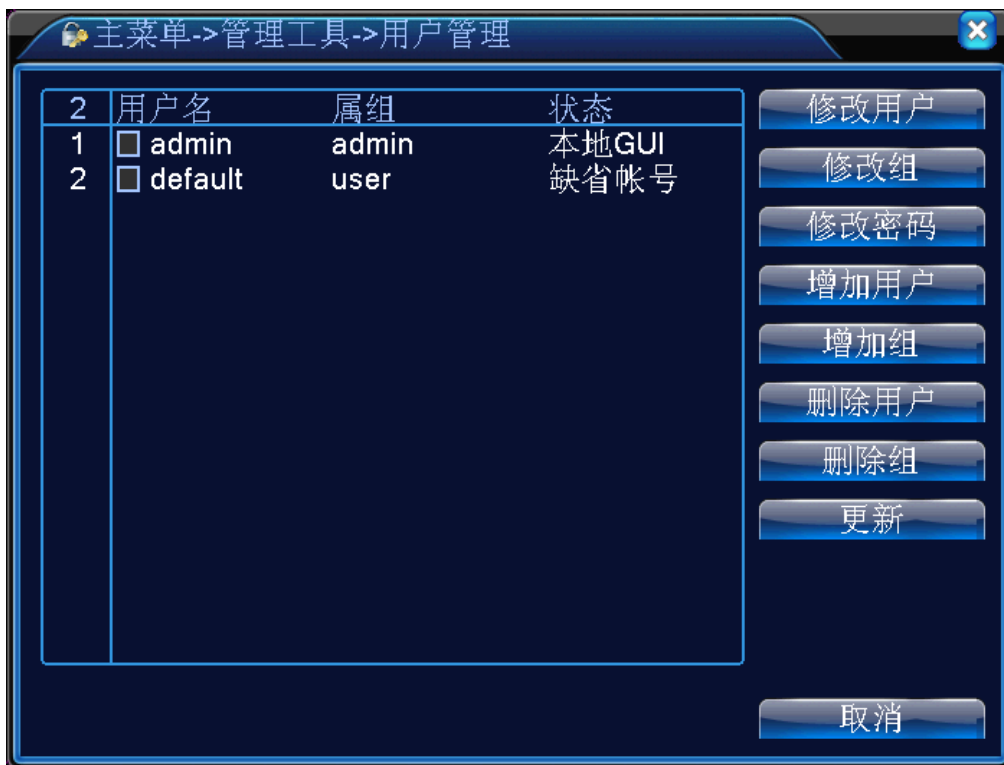 主菜单->管理工具->用户管理
2 用户名 属组 状态
1 admin admin 本地GUI
2 default user 缺省帐号
修改用户
修改组
修改密码
增加用户
增加组
删除用户
删除组
更新
取消